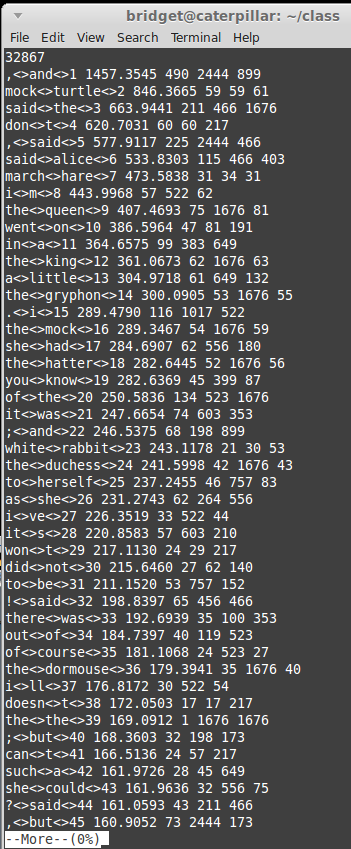 bridget@caterpillar: ~/class
File Edit View Search Terminal Help
32867
,<>and<>1 1457.3545 490 2444 899
mock<>turtle<>2 846.3665 59 59 61
said<>the<>3 663.9441 211 466 1676
don<>t<>4 620.7031 60 60 217
,<>said<>5 577.9117 225 2444 466
said<>alice<>6 533.8303 115 466 403
march<>hare<>7 473.5838 31 34 31
i<>m<>8 443.9968 57 522 62
the<>queen<>9 407.4693 75 1676 81
went<>on<>10 386.5964 47 81 191
in<>a<>11 364.6575 99 383 649
the<>king<>12 361.0673 62 1676 63
a<>little<>13 304.9718 61 649 132
the<>gryphon<>14 300.0905 53 1676 55
.<>i<>15 289.4790 116 1017 522
the<>mock<>16 289.3467 54 1676 59
she<>had<>17 284.6907 62 556 180
the<>hatter<>18 282.6445 52 1676 56
you<>know<>19 282.6369 45 399 87
of<>the<>20 250.5836 134 523 1676
it<>was<>21 247.6654 74 603 353
;<>and<>22 246.5375 68 198 899
white<>rabbit<>23 243.1178 21 30 53
the<>duchess<>24 241.5998 42 1676 43
to<>herself<>25 237.2455 46 757 83
as<>she<>26 231.2743 62 264 556
i<>ve<>27 226.3519 33 522 44
it<>s<>28 220.8583 57 603 210
won<>t<>29 217.1130 24 29 217
did<>not<>30 215.6460 27 62 140
to<>be<>31 211.1520 53 757 152
!<>said<>32 198.8397 65 456 466
there<>was<>33 192.6939 35 100 353
out<>of<>34 184.7397 40 119 523
of<>course<>35 181.1068 24 523 27
the<>dormouse<>36 179.3941 35 1676 40
i<>ll<>37 176.8172 30 522 54
doesn<>t<>38 172.0503 17 17 217
the<>the<>39 169.0912 1 1676 1676
;<>but<>40 168.3603 32 198 173
can<>t<>41 166.5136 24 57 217
such<>a<>42 161.9726 28 45 649
she<>could<>43 161.9636 32 556 75
?<>said<>44 161.0593 43 211 466
,<>but<>45 160.9052 73 2444 173
--More--(0%)